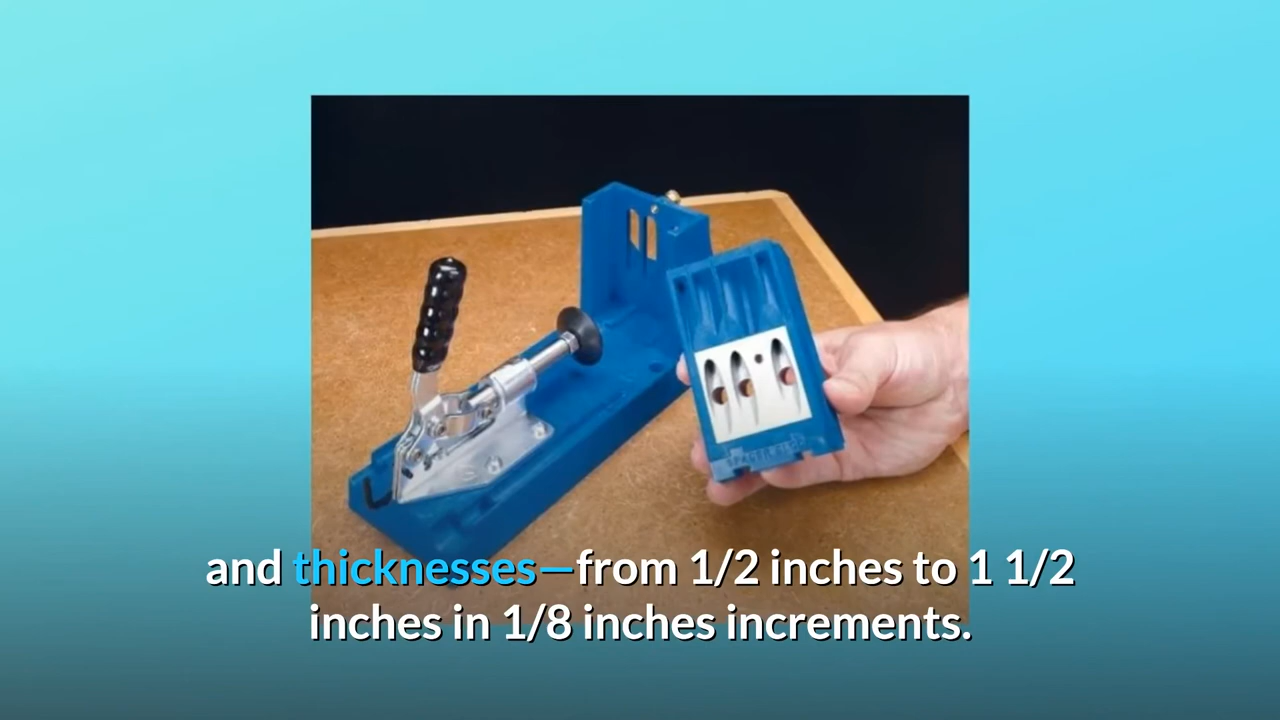 and thicknesses—from 1/2 inches to 1 1/2
inches in 1/8 inches increments.